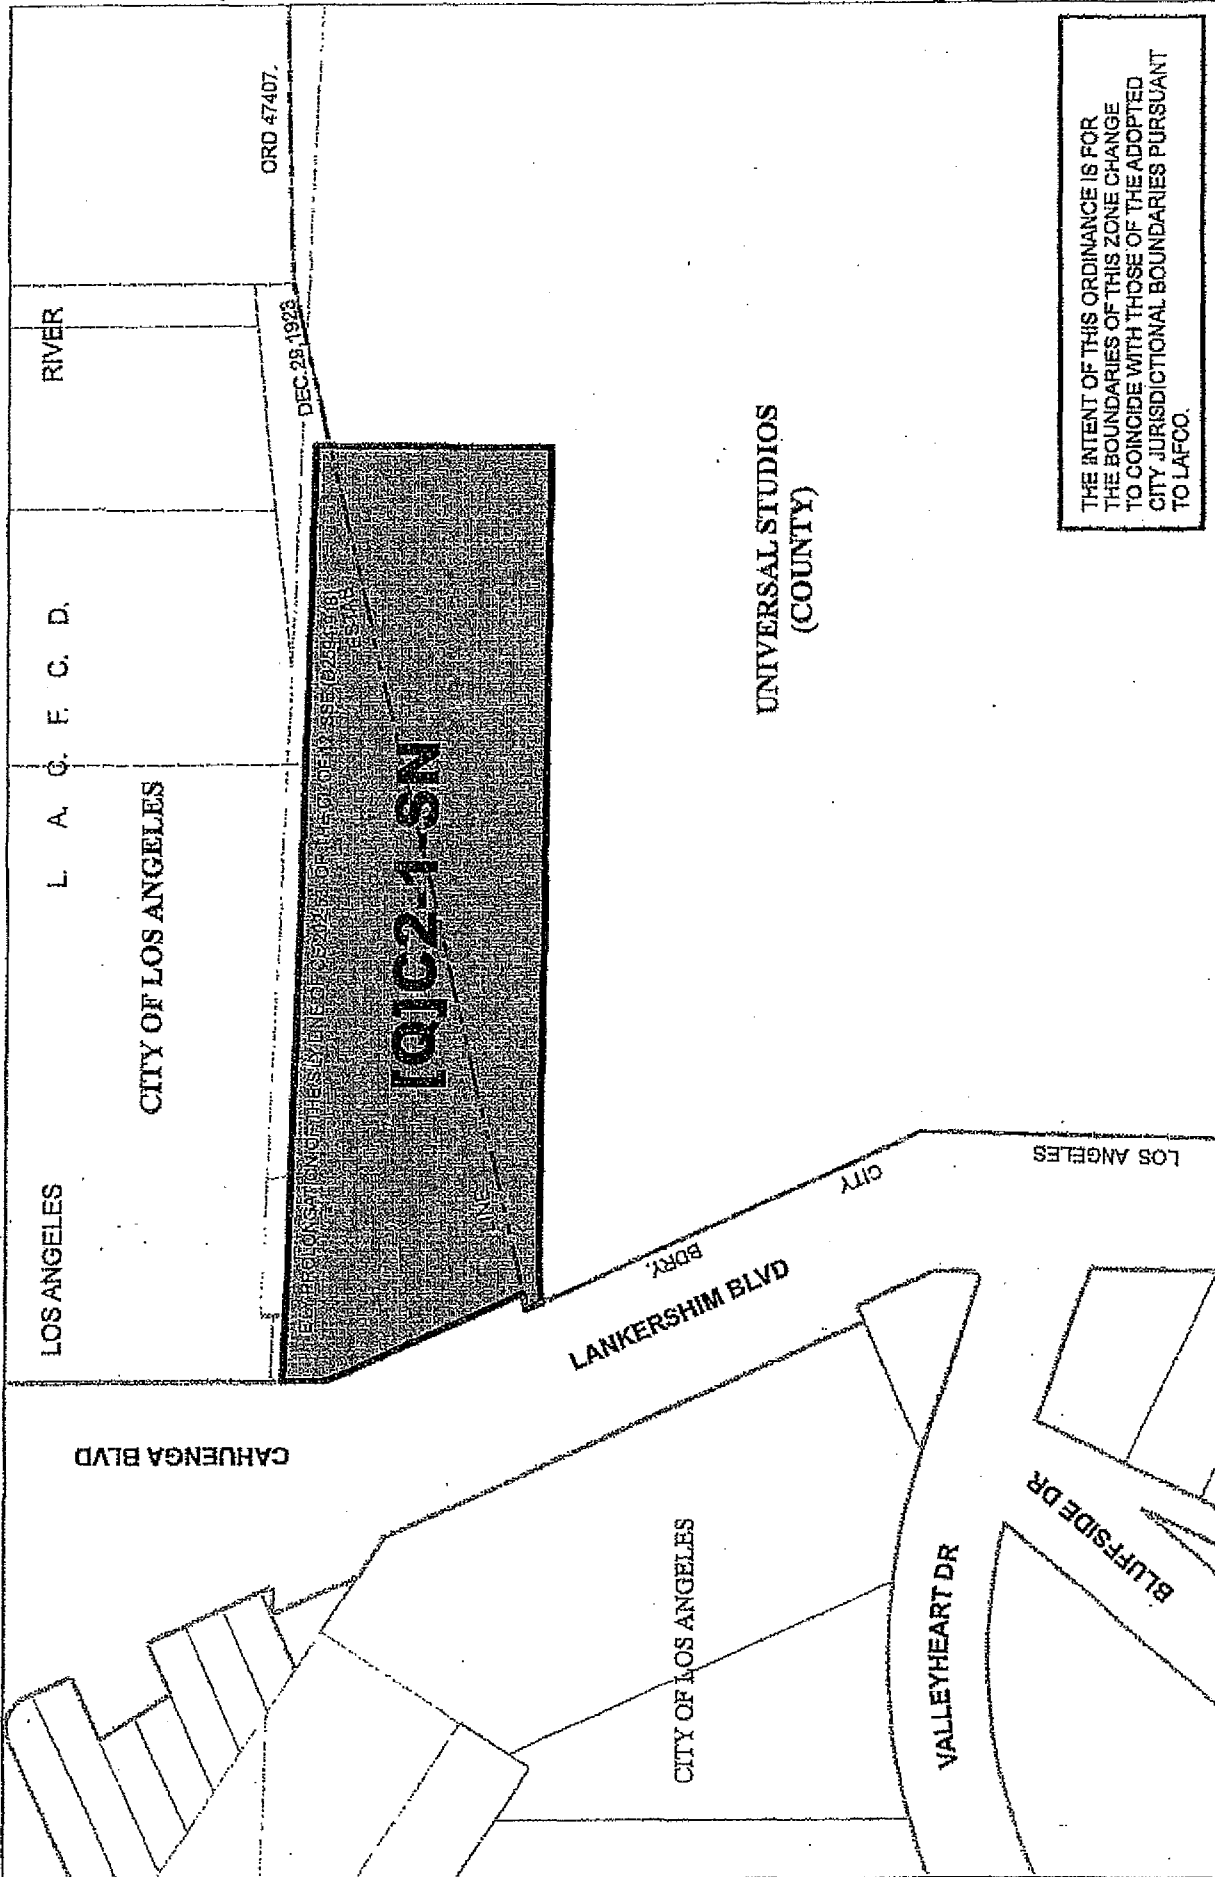 LOS ANGELES
L. A. C. F. C. D.
RIVER
CITY OF LOS ANGELES
ORD 47407.
DEC.29,1923
ESTAB.
[Q]C2-1-SN
LINE
CAHUENGA BLVD
LANKERSHIM BLVD
BDRY.
CITY
LOS ANGELES
UNIVERSAL STUDIOS
(COUNTY)
CITY OF LOS ANGELES
VALLEYHEART DR
BLUFFSIDE DR
THE INTENT OF THIS ORDINANCE IS FOR
THE BOUNDARIES OF THIS ZONE CHANGE
TO COINCIDE WITH THOSE OF THE ADOPTED
CITY JURISDICTIONAL BOUNDARIES PURSUANT
TO LAFCO.